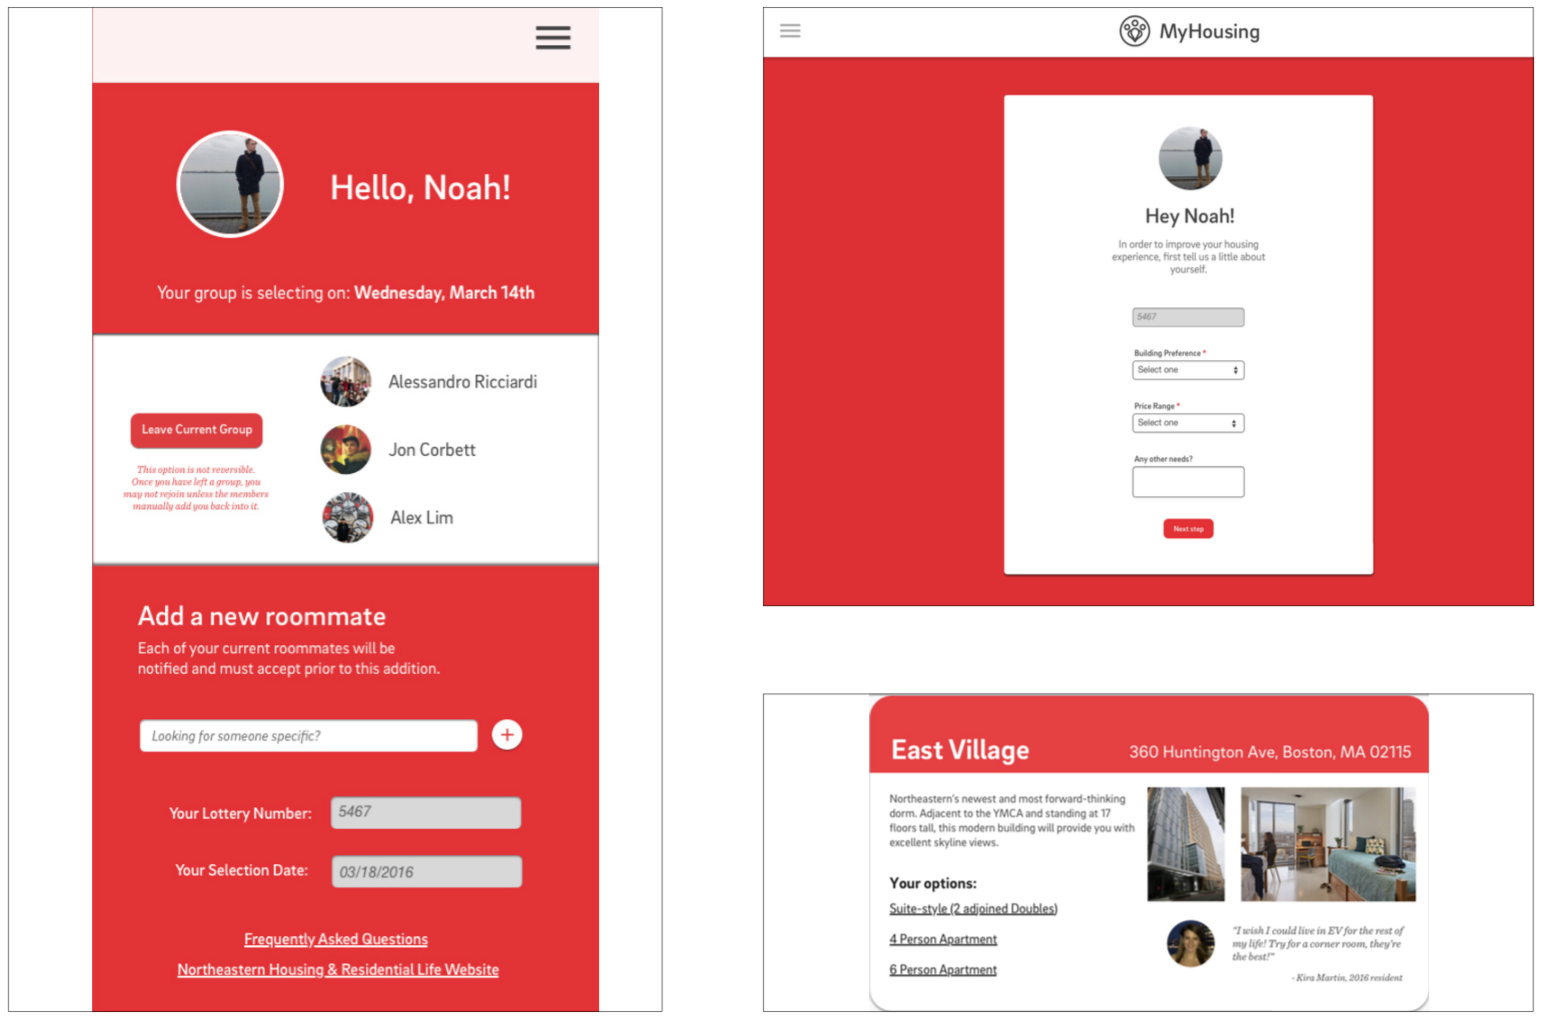 Hello, Noah!
Your group is selecting on: Wednesday, March 14th
Leave Current Group
This option is not reversible.
Once you have left a group, you
may not rejoin unless the members
manually add you back into it.
Alessandro Ricciardi
Jon Corbett
Alex Lim
Add a new roommate
Each of your current roommates will be
notified and must accept prior to this addition.
Looking for someone specific?
Your Lottery Number: 5467
Your Selection Date: 03/18/2016
Frequently Asked Questions
Northeastern Housing & Residential Life Website
MyHousing
Hey Noah!
In order to improve your housing
experience, first tell us a little about
yourself.
5467
Building Preference *
Select one
Price Range *
Select one
Any other needs?
Next step
East Village
360 Huntington Ave, Boston, MA 02115
Northeastern's newest and most forward-thinking
dorm. Adjacent to the YMCA and standing at 17
floors tall, this modern building will provide you with
excellent skyline views.
Your options:
Suite-style (2 adjoined Doubles)
4 Person Apartment
6 Person Apartment
"I wish I could live in EV for the rest of
my life! Try for a corner room, they're
the best!"
- Kira Martin, 2016 resident